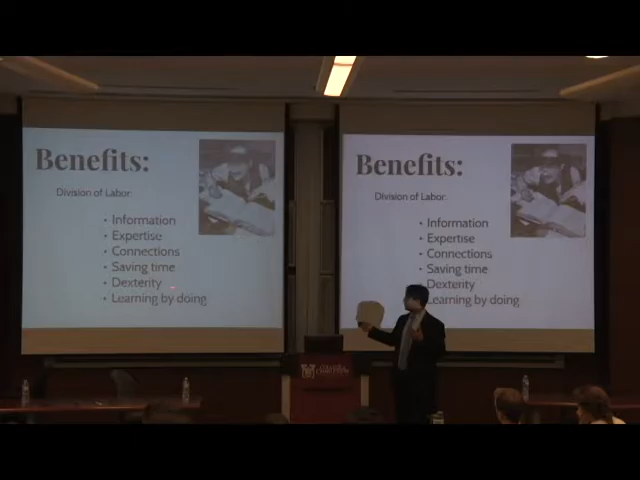 Benefits:
Division of Labor:
• Information
• Expertise
• Connections
• Saving time
• Dexterity
• Learning by doing
Benefits:
Division of Labor:
• Information
• Expertise
• Connections
• Saving time
Dexterity
Learning by doing